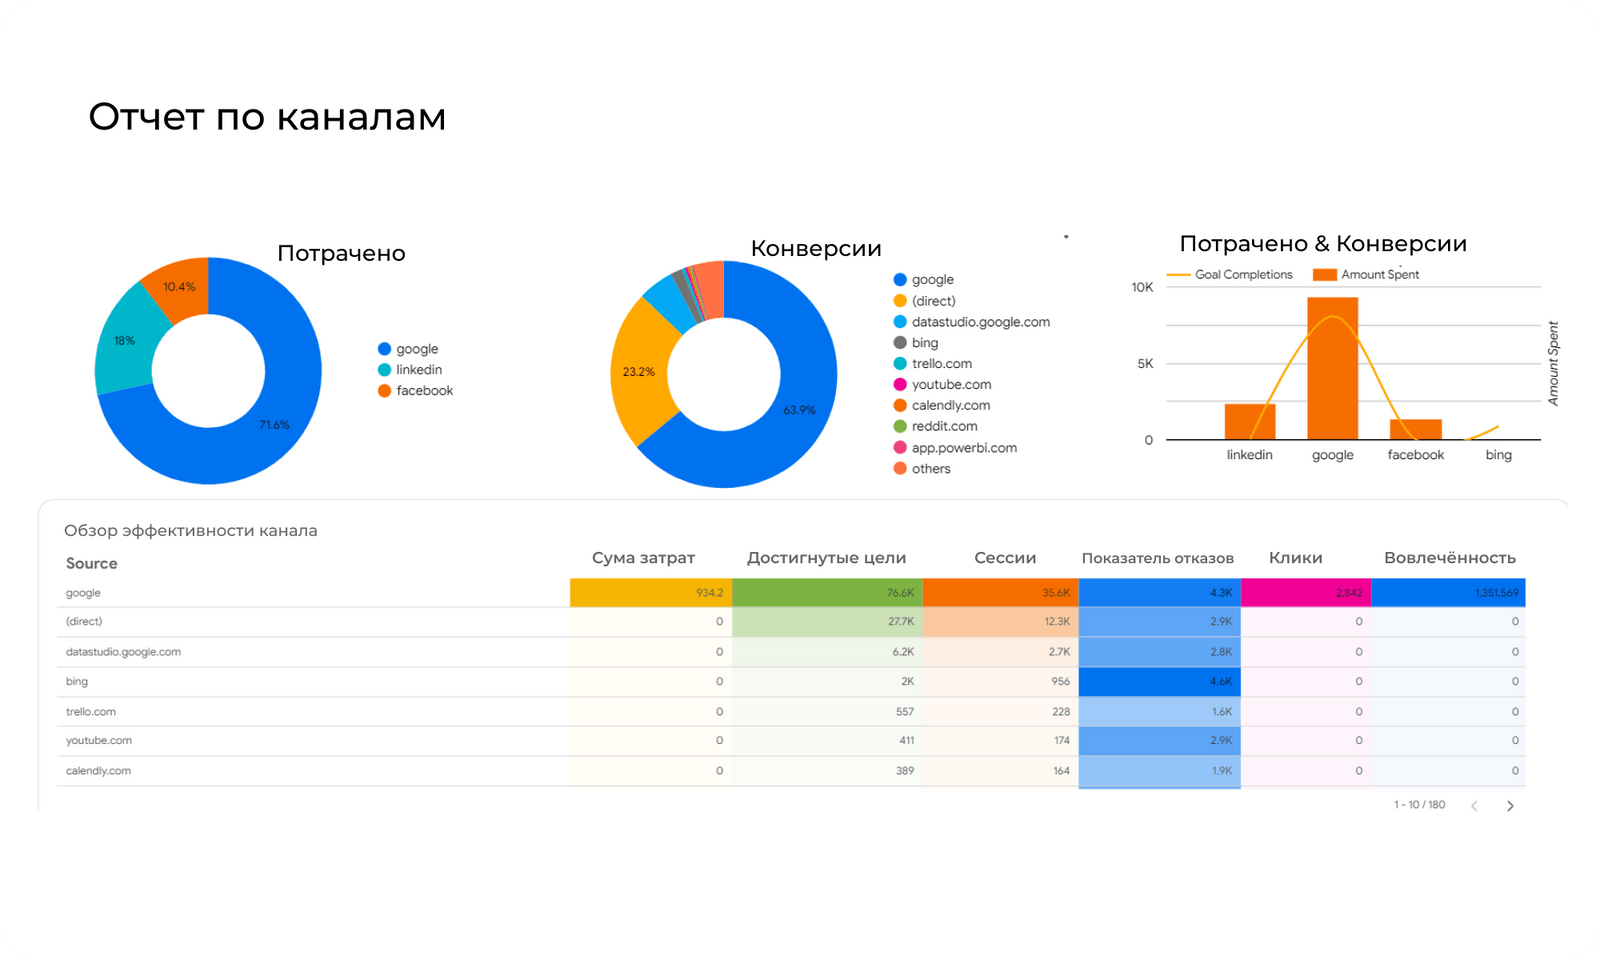 Отчет по каналам
Потрачено
10.4%
18%
71.6%
google
linkedin
facebook
Конверсии
23.2%
63.9%
google
(direct)
datastudio.google.com
bing
trello.com
youtube.com
calendly.com
reddit.com
app.powerbi.com
others
Потрачено & Конверсии
Goal Completions Amount Spent
10K
5K
0
Amount Spent
linkedin google facebook bing
Обзор эффективности канала
Source Сума затрат Достигнутые цели Сессии Показатель отказов Клики Вовлечённость
google 934.2 76.6K 35.6K 4.3K 2,842 1,351,569
(direct) 0 27.7K 12.3K 2.9K 0 0
datastudio.google.com 0 6.2K 2.7K 2.8K 0 0
bing 0 2K 956 4.6K 0 0
trello.com 0 557 228 1.6K 0 0
youtube.com 0 411 174 2.9K 0 0
calendly.com 0 389 164 1.9K 0 0
1 - 10 / 180